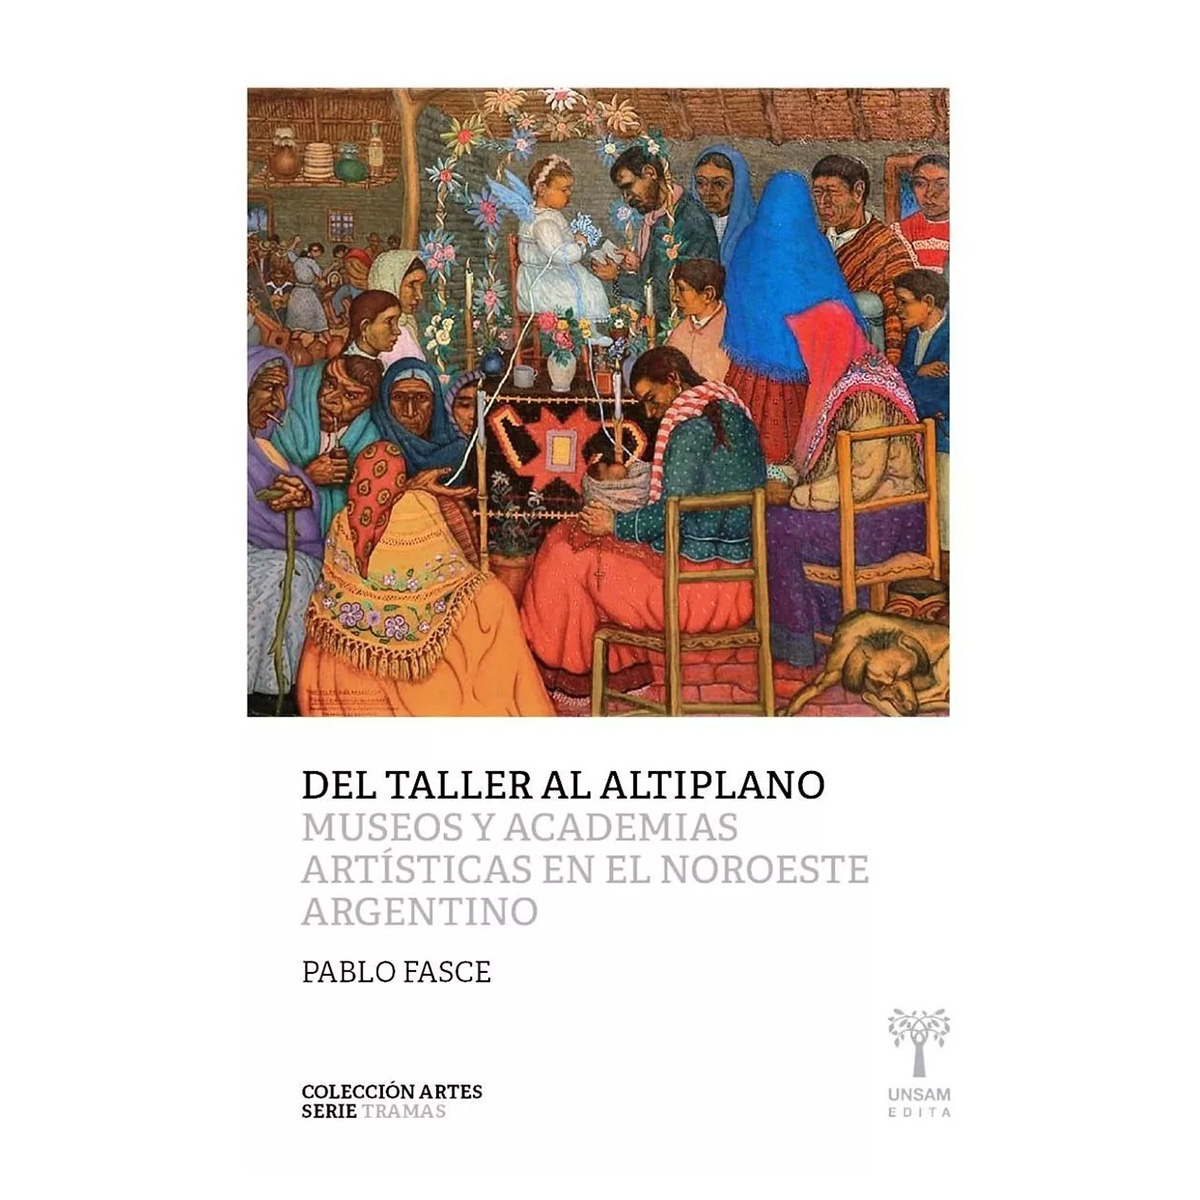 DEL TALLER AL ALTIPLANO
MUSEOS Y ACADEMIAS
ARTÍSTICAS EN EL NOROESTE
ARGENTINO
PABLO FASCE
COLECCIÓN ARTES
SERIE TRAMAS
UNSAM
EDITA